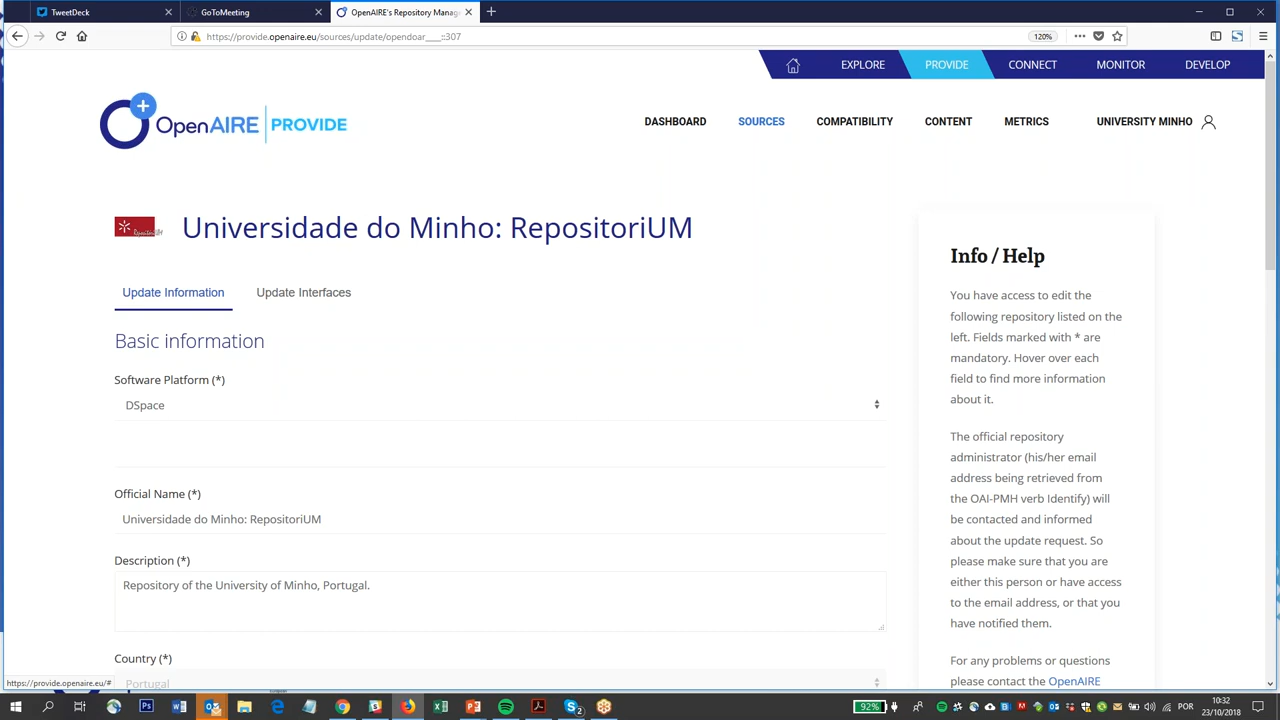 TweetDeck
GoToMeeting
OpenAIRE's Repository Manag
https://provide.openaire.eu/sources/update/opendoar____::307
120%
EXPLORE
PROVIDE
CONNECT
MONITOR
DEVELOP
OpenAIRE PROVIDE
DASHBOARD
SOURCES
COMPATIBILITY
CONTENT
METRICS
UNIVERSITY MINHO
RepositoriUM
Universidade do Minho: RepositoriUM
Update Information
Update Interfaces
Basic information
Software Platform (*)
DSpace
Official Name (*)
Universidade do Minho: RepositoriUM
Description (*)
Repository of the University of Minho, Portugal.
Country (*)
Portugal
Info / Help
You have access to edit the
following repository listed on the
left. Fields marked with * are
mandatory. Hover over each
field to find more information
about it.
The official repository
administrator (his/her email
address being retrieved from
the OAI-PMH verb Identify) will
be contacted and informed
about the update request. So
please make sure that you are
either this person or have access
to the email address, or that you
have notified them.
For any problems or questions
please contact the OpenAIRE
https://provide.openaire.eu/#
92%
POR
10:32
23/10/2018